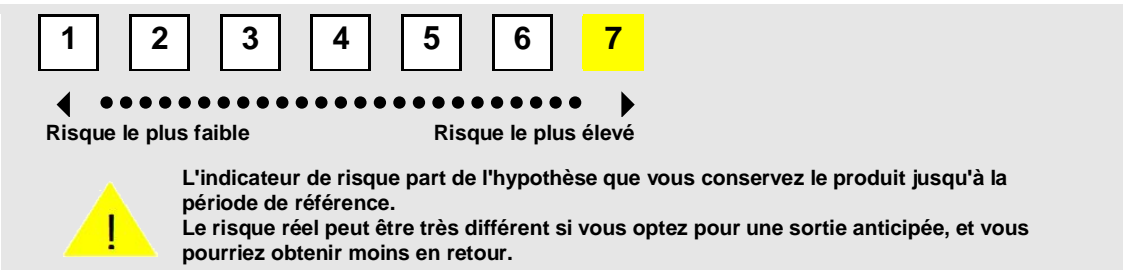 1 2 3 4 5 6 7
Risque le plus faible Risque le plus élevé
L'indicateur de risque part de l'hypothèse que vous conservez le produit jusqu'à la
période de référence.
Le risque réel peut être très différent si vous optez pour une sortie anticipée, et vous
pourriez obtenir moins en retour.
!